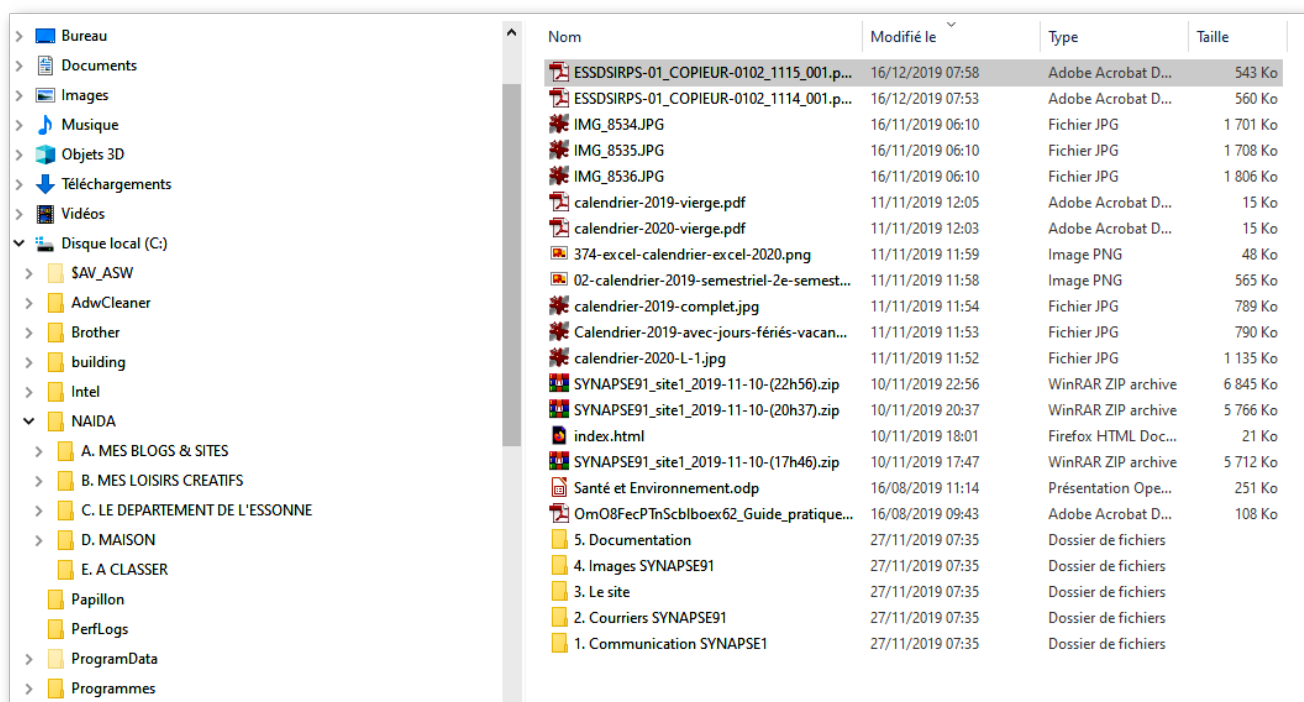 Bureau
Documents
Images
Musique
Objets 3D
Téléchargements
Vidéos
Disque local (C:)
$AV_ASW
AdwCleaner
Brother
building
Intel
NAIDA
A. MES BLOGS & SITES
B. MES LOISIRS CREATIFS
C. LE DEPARTEMENT DE L'ESSONNE
D. MAISON
E. A CLASSER
Papillon
PerfLogs
ProgramData
Programmes
Nom Modifié le Type Taille
ESSDSIRPS-01_COPIEUR-0102_1115_001.p... 16/12/2019 07:58 Adobe Acrobat D... 543 Ko
ESSDSIRPS-01_COPIEUR-0102_1114_001.p... 16/12/2019 07:53 Adobe Acrobat D... 560 Ko
IMG_8534.JPG 16/11/2019 06:10 Fichier JPG 1 701 Ko
IMG_8535.JPG 16/11/2019 06:10 Fichier JPG 1 708 Ko
IMG_8536.JPG 16/11/2019 06:10 Fichier JPG 1 806 Ko
calendrier-2019-vierge.pdf 11/11/2019 12:05 Adobe Acrobat D... 15 Ko
calendrier-2020-vierge.pdf 11/11/2019 12:03 Adobe Acrobat D... 15 Ko
374-excel-calendrier-excel-2020.png 11/11/2019 11:59 Image PNG 48 Ko
02-calendrier-2019-semestriel-2e-semest... 11/11/2019 11:58 Image PNG 565 Ko
calendrier-2019-complet.jpg 11/11/2019 11:54 Fichier JPG 789 Ko
Calendrier-2019-avec-jours-fériés-vacan... 11/11/2019 11:53 Fichier JPG 790 Ko
calendrier-2020-L-1.jpg 11/11/2019 11:52 Fichier JPG 1 135 Ko
SYNAPSE91_site1_2019-11-10-(22h56).zip 10/11/2019 22:56 WinRAR ZIP archive 6 845 Ko
SYNAPSE91_site1_2019-11-10-(20h37).zip 10/11/2019 20:37 WinRAR ZIP archive 5 766 Ko
index.html 10/11/2019 18:01 Firefox HTML Doc... 21 Ko
SYNAPSE91_site1_2019-11-10-(17h46).zip 10/11/2019 17:47 WinRAR ZIP archive 5 712 Ko
Santé et Environnement.odp 16/08/2019 11:14 Présentation Ope... 251 Ko
OmO8FecPTnScblboex62_Guide_pratique... 16/08/2019 09:43 Adobe Acrobat D... 108 Ko
5. Documentation 27/11/2019 07:35 Dossier de fichiers
4. Images SYNAPSE91 27/11/2019 07:35 Dossier de fichiers
3. Le site 27/11/2019 07:35 Dossier de fichiers
2. Courriers SYNAPSE91 27/11/2019 07:35 Dossier de fichiers
1. Communication SYNAPSE1 27/11/2019 07:35 Dossier de fichiers